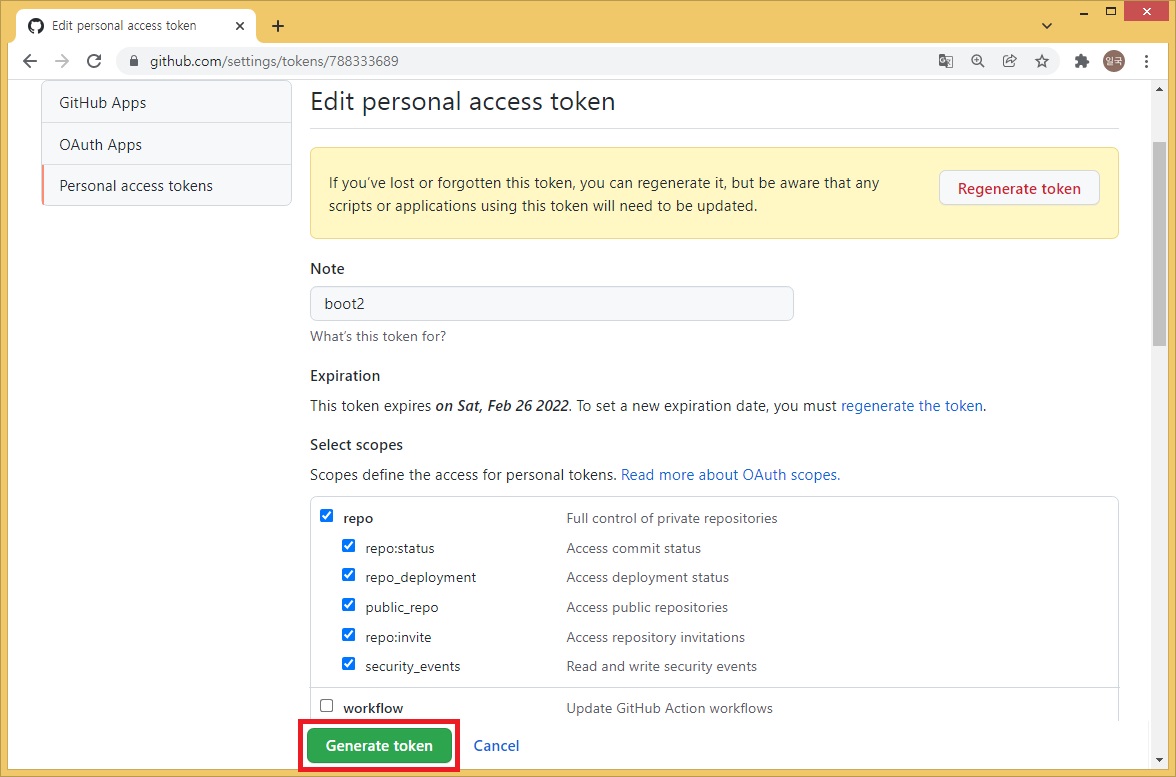 Edit personal access token
github.com/settings/tokens/788333689
일국
GitHub Apps
OAuth Apps
Personal access tokens
Edit personal access token
If you've lost or forgotten this token, you can regenerate it, but be aware that any
scripts or applications using this token will need to be updated.
Regenerate token
Note
boot2
What's this token for?
Expiration
This token expires on Sat, Feb 26 2022. To set a new expiration date, you must regenerate the token.
Select scopes
Scopes define the access for personal tokens. Read more about OAuth scopes.
repo Full control of private repositories
repo:status Access commit status
repo_deployment Access deployment status
public_repo Access public repositories
repo:invite Access repository invitations
security_events Read and write security events
workflow Update GitHub Action workflows
Generate token Cancel